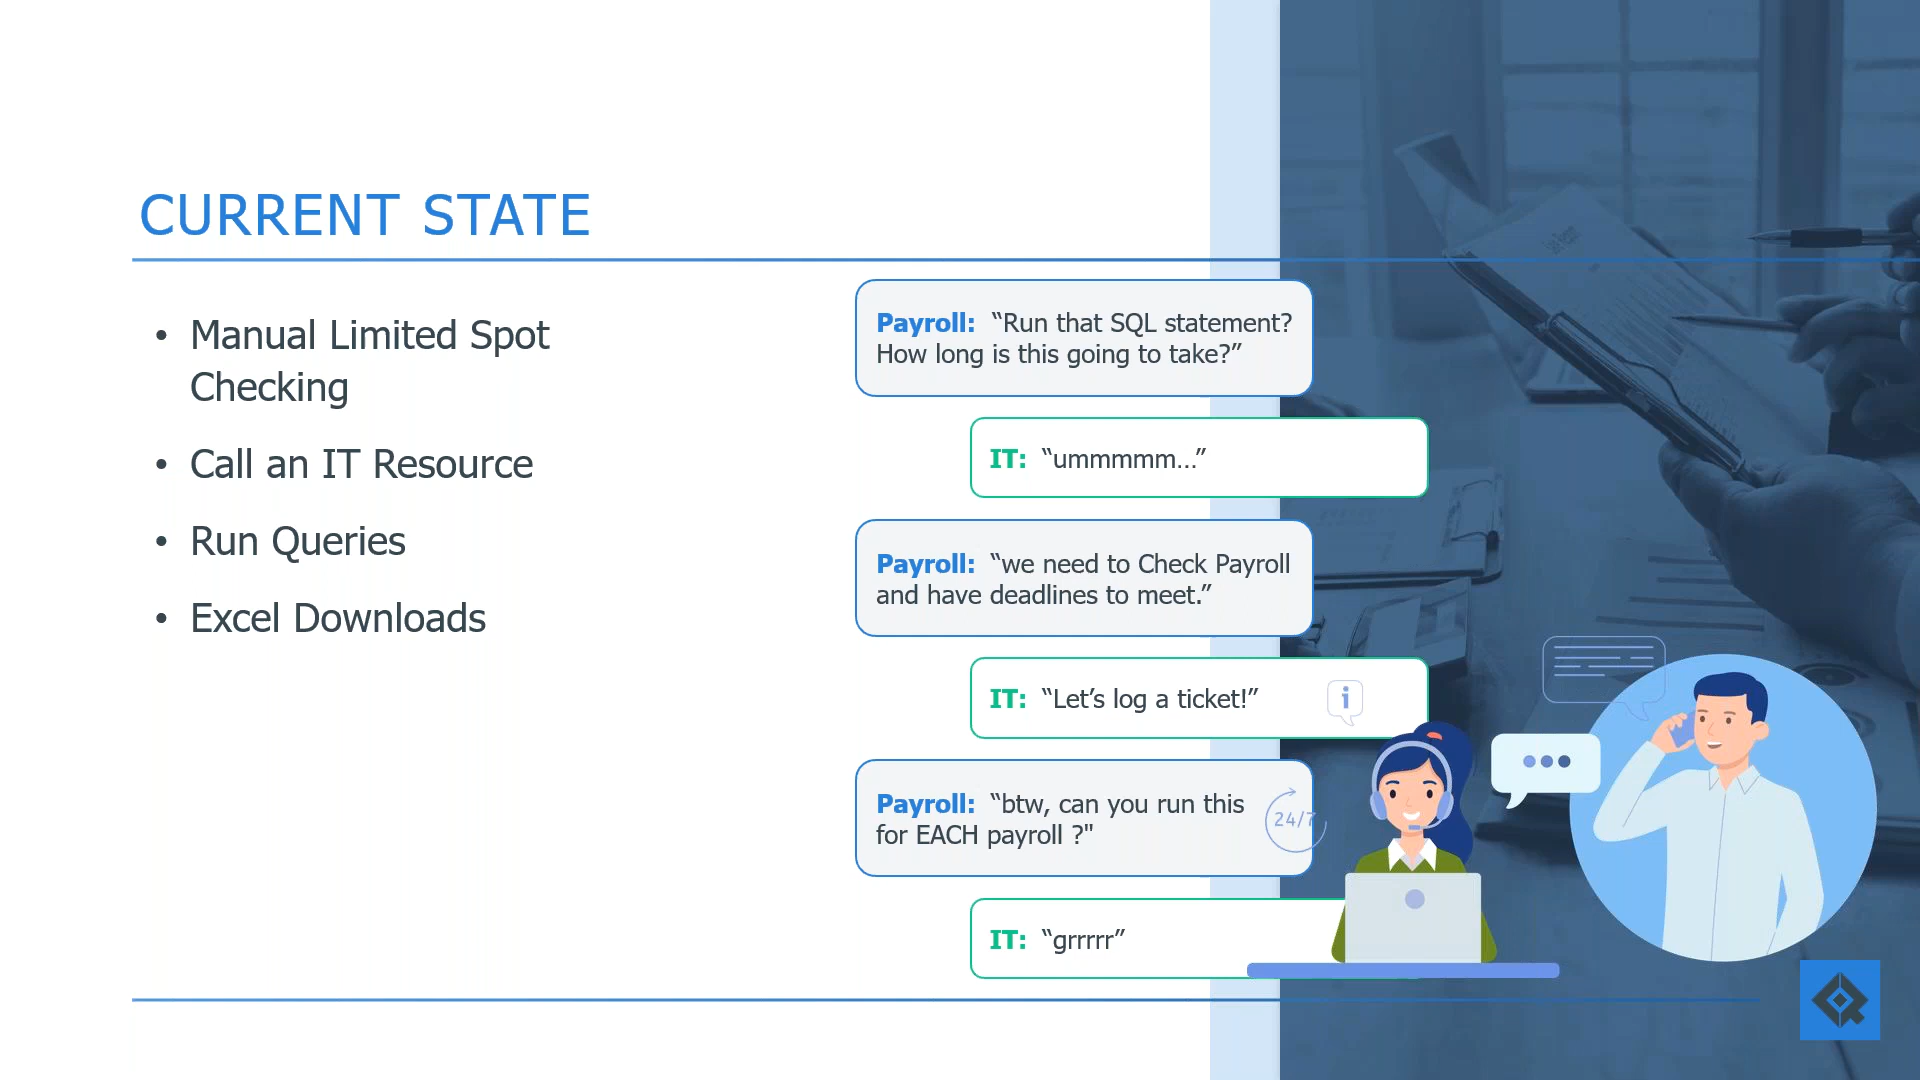 CURRENT STATE
• Manual Limited Spot
Checking
• Call an IT Resource
• Run Queries
• Excel Downloads
Payroll: “Run that SQL statement?
How long is this going to take?”
IT: “ummmmm…”
Payroll: “we need to Check Payroll
and have deadlines to meet.”
IT: “Let’s log a ticket!”
i
Payroll: “btw, can you run this
for EACH payroll ?"
24/7
IT: “grrrrr”